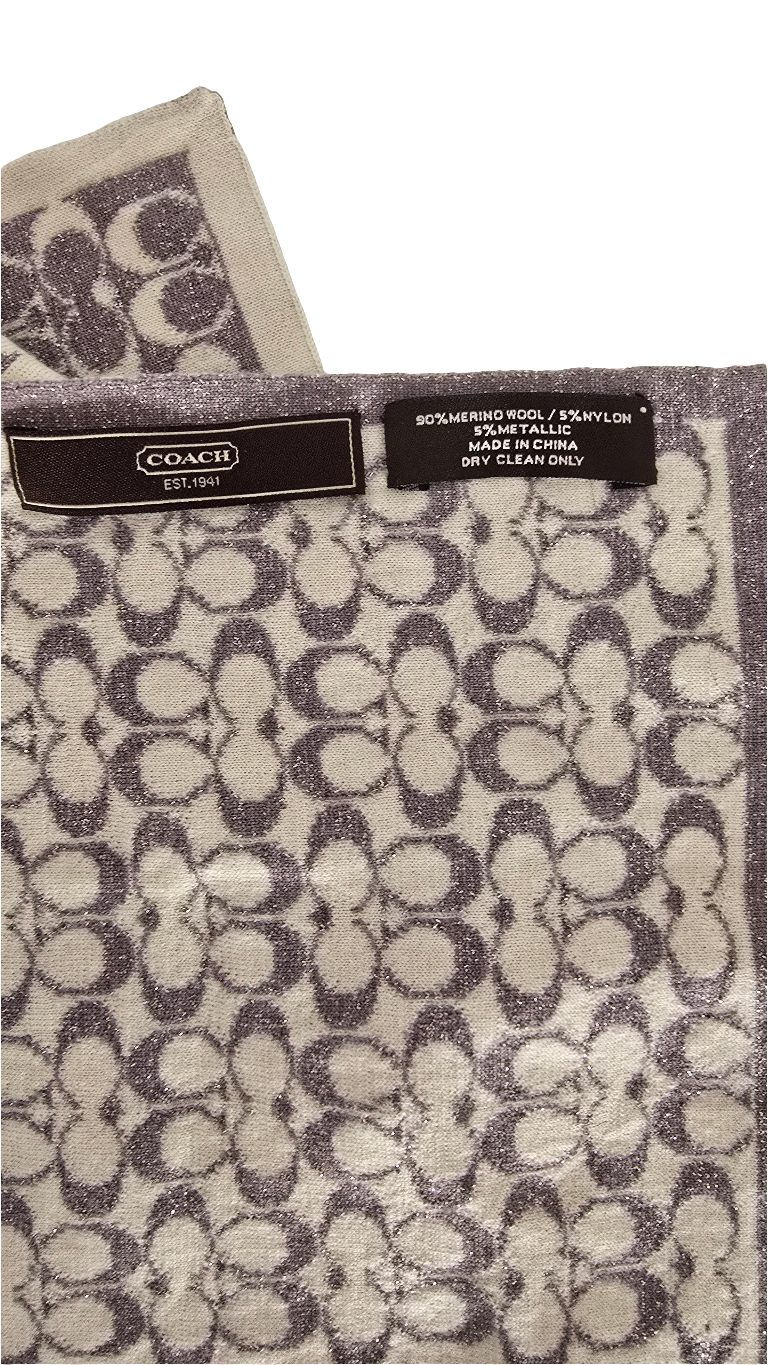 COACH
EST.1941
90%MERINO WOOL / 5%NYLON
5%METALLIC
MADE IN CHINA
DRY CLEAN ONLY